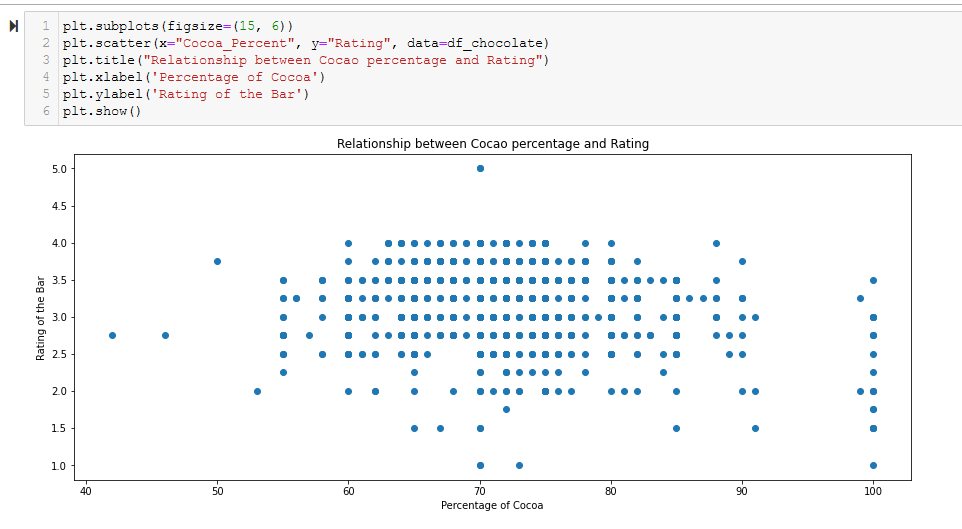 1 plt.subplots(figsize=(15, 6))
2 plt.scatter(x="Cocoa_Percent", y="Rating", data=df_chocolate)
3 plt.title("Relationship between Cocao percentage and Rating")
4 plt.xlabel('Percentage of Cocoa')
5 plt.ylabel('Rating of the Bar')
6 plt.show()
Relationship between Cocao percentage and Rating
Rating of the Bar
5.0
4.5
4.0
3.5
3.0
2.5
2.0
1.5
1.0
40 50 60 70 80 90 100
Percentage of Cocoa